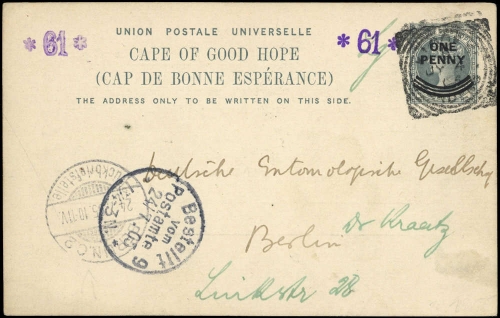 UNION POSTALE UNIVERSELLE
* 61 *
* 61 *
CAPE OF GOOD HOPE
(CAP DE BONNE ESPÉRANCE)
THE ADDRESS ONLY TO BE WRITTEN ON THIS SIDE.
ONE
PENNY
Deutsche Entomologische Gesellschaft
Dr Kraatz
Berlin
Linkstr 28
Bestellt
vom
Postamte 9